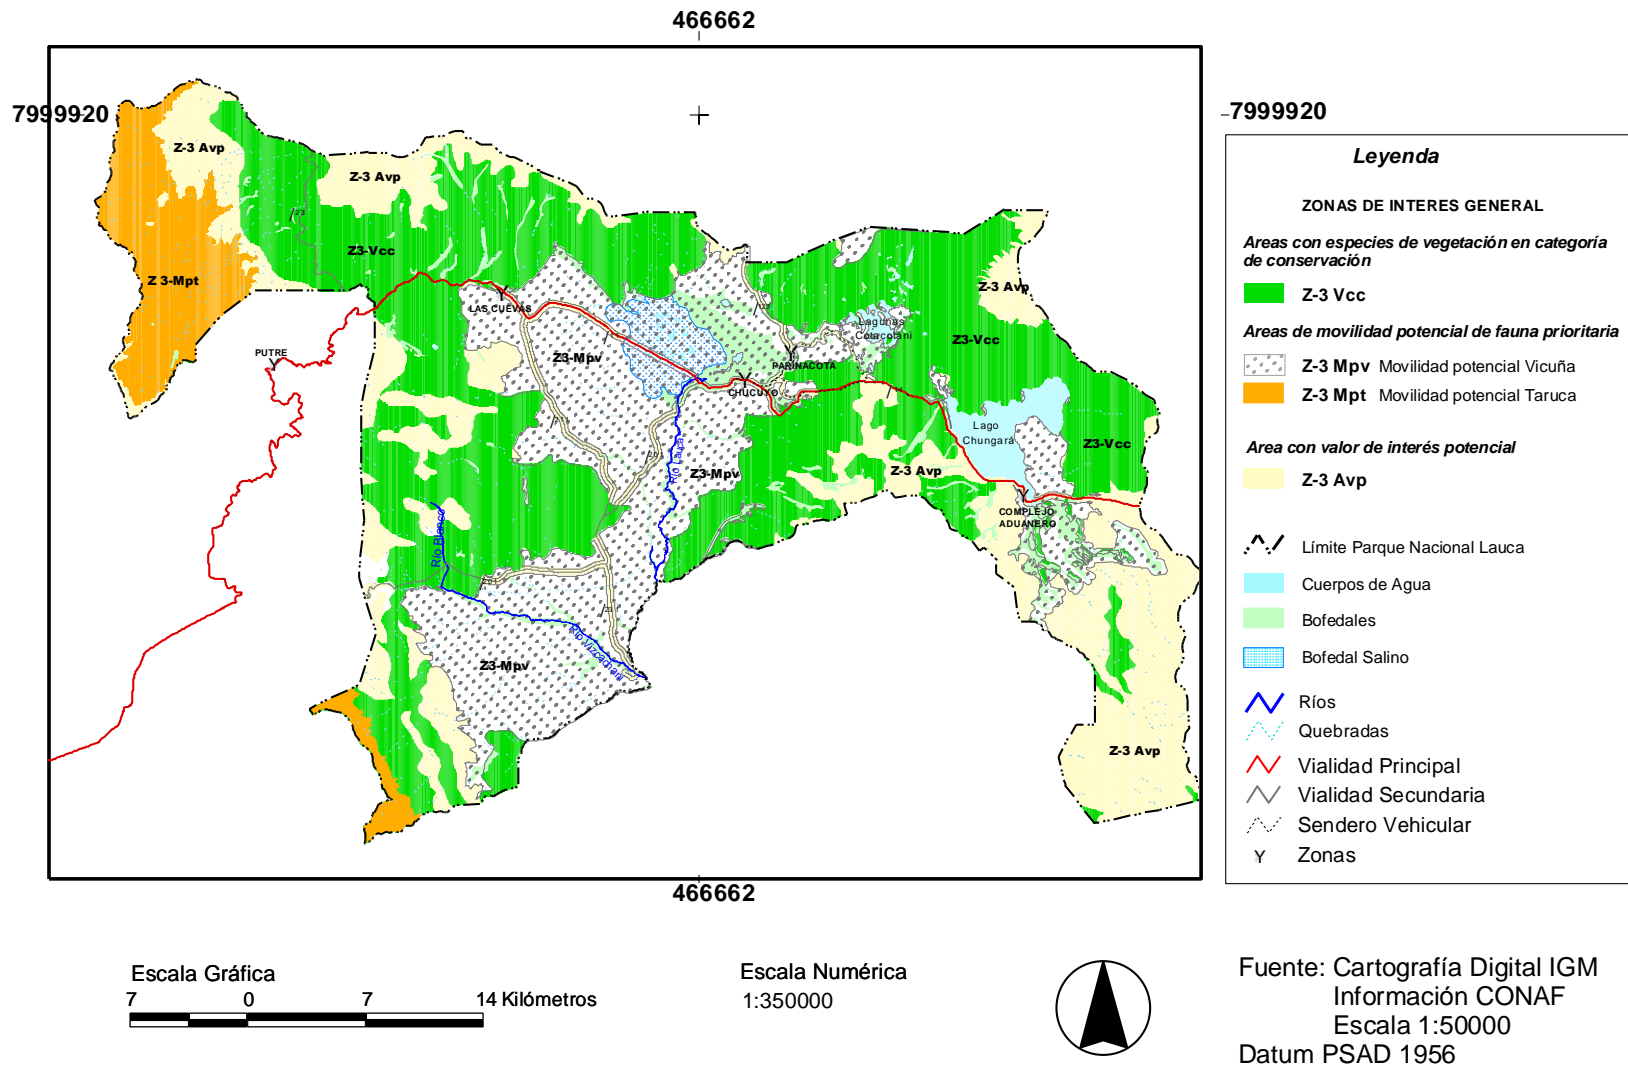 466662
7999920
7999920
Z-3 Avp
Z-3 Avp
23
Z3-Vcc
Z 3-Mpt
Z-3 Avp
LAS CUEVAS
Lagunas
Cotacotani
Z3-Vcc
PUTRE
Z3-Mpv
PARINACOTA
CHUCUYO
Lago
Chungará
Z3-Vcc
Río Lauca
Z3-Mpv
Z-3 Avp
COMPLEJO
ADUANERO
Río Blanco
Río Vizcachani
Z3-Mpv
Z-3 Avp
466662
Leyenda
ZONAS DE INTERES GENERAL
Areas con especies de vegetación en categoría
de conservación
Z-3 Vcc
Areas de movilidad potencial de fauna prioritaria
Z-3 Mpv Movilidad potencial Vicuña
Z-3 Mpt Movilidad potencial Taruca
Area con valor de interés potencial
Z-3 Avp
Límite Parque Nacional Lauca
Cuerpos de Agua
Bofedales
Bofedal Salino
Ríos
Quebradas
Vialidad Principal
Vialidad Secundaria
Sendero Vehicular
Zonas
Escala Gráfica
7 0 7 14 Kilómetros
Escala Numérica
1:350000
Fuente: Cartografía Digital IGM
Información CONAF
Escala 1:50000
Datum PSAD 1956